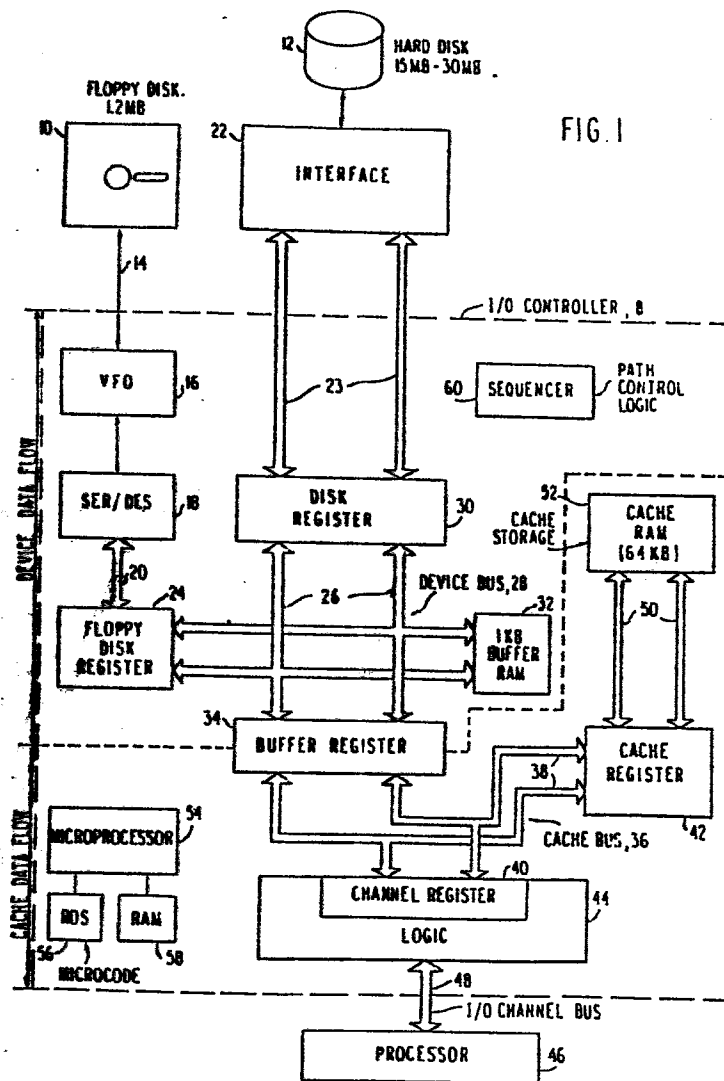 12
HARD DISK
15MB-30MB
FLOPPY DISK.
1.2MB
10
22
INTERFACE
FIG. 1
14
I/O CONTROLLER, 8
VFO
16
23
60
SEQUENCER
PATH
CONTROL
LOGIC
DEVICE DATA FLOW
SER/DES
18
DISK
REGISTER
30
52
CACHE
STORAGE
CACHE
RAM
(64 KB)
20
24
26
DEVICE BUS, 28
32
50
FLOPPY
DISK
REGISTER
1KB
BUFFER
RAM
34
BUFFER REGISTER
38
CACHE
REGISTER
42
CACHE BUS, 36
CACHE DATA FLOW
MICROPROCESSOR
54
40
CHANNEL REGISTER
44
LOGIC
ROS
RAM
56
58
MICROCODE
48
I/O CHANNEL BUS
PROCESSOR
46